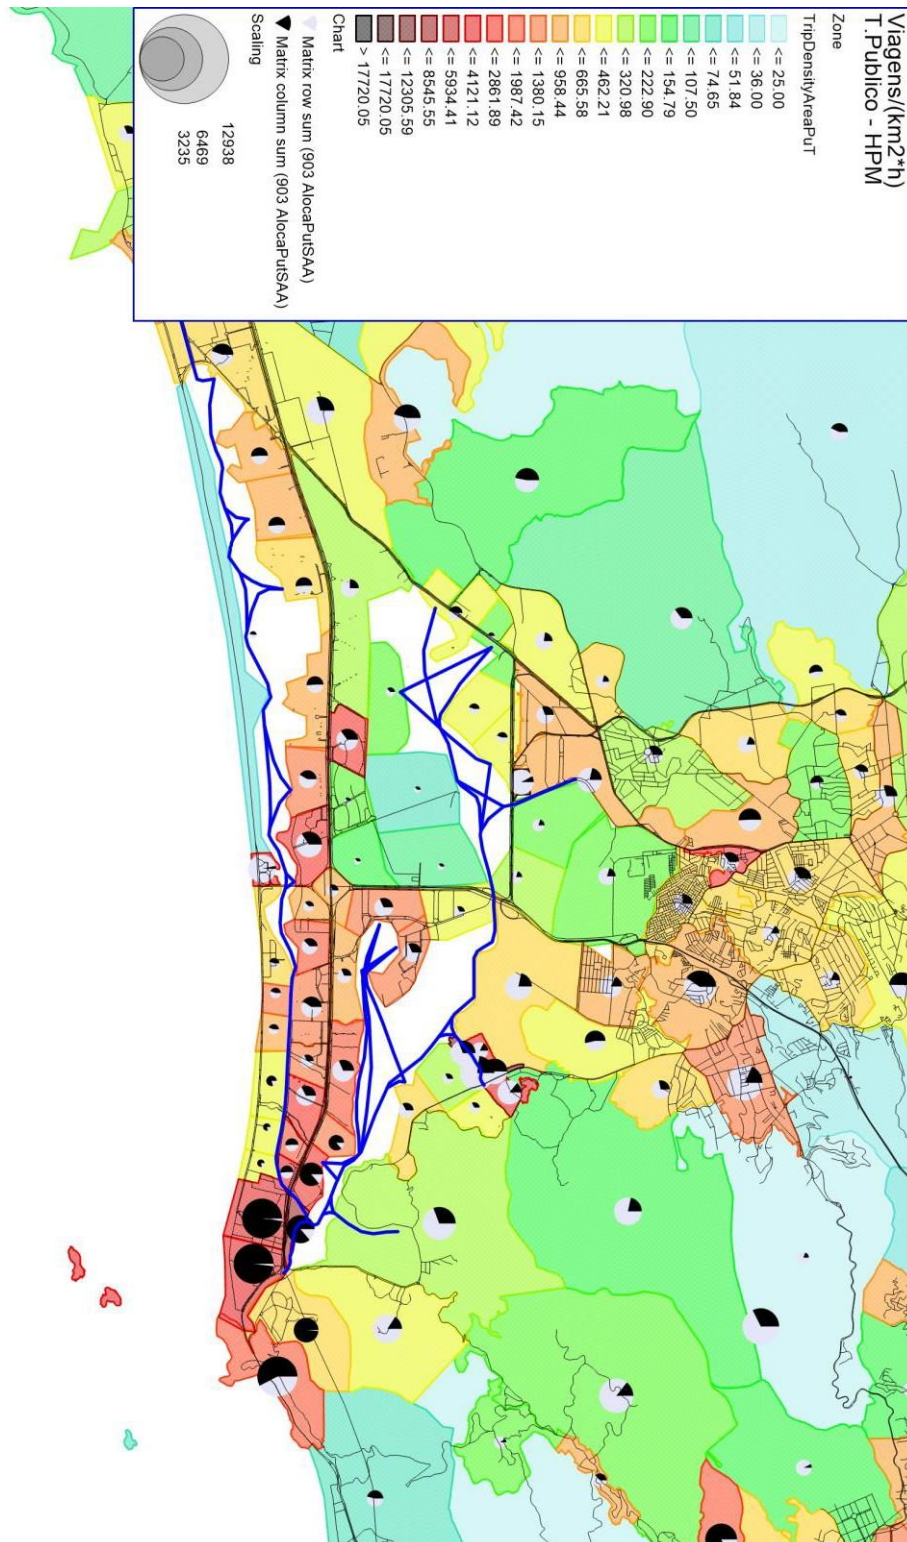 Viagens/(km2*h)
T.Publico - HPM
Zone
TripDensityAreaPuT
<= 25.00
<= 36.00
<= 51.84
<= 74.65
<= 107.50
<= 154.79
<= 222.90
<= 320.98
<= 462.21
<= 665.58
<= 958.44
<= 1380.15
<= 1987.42
<= 2861.89
<= 4121.12
<= 5934.41
<= 8545.55
<= 12305.59
<= 17720.05
> 17720.05
Chart
Matrix row sum (903 AlocaPutSAA)
Matrix column sum (903 AlocaPutSAA)
Scaling
12938
6469
3235